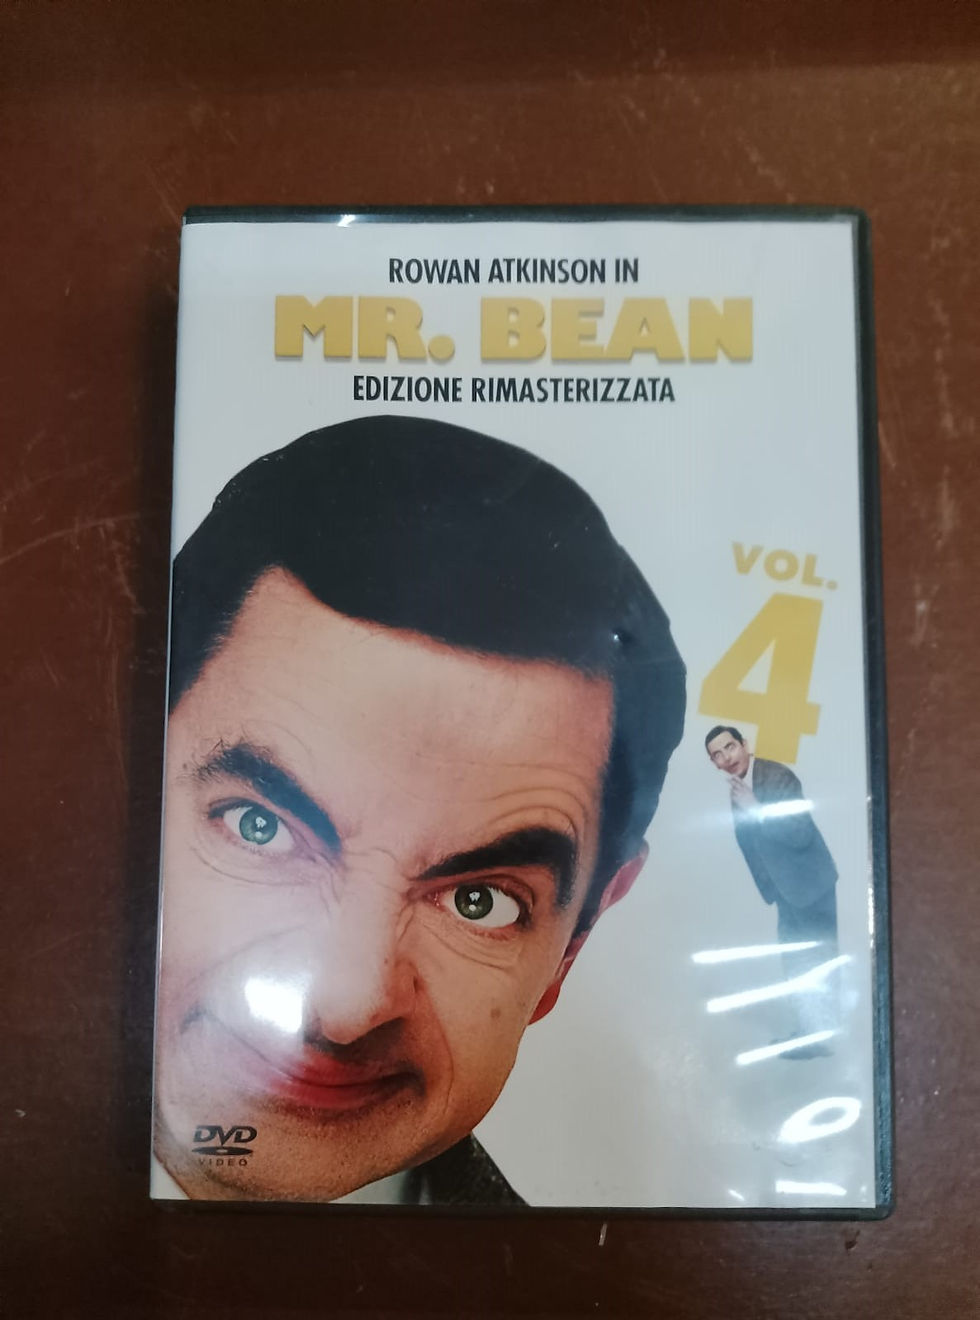 ROWAN ATKINSON IN
MR. BEAN
EDIZIONE RIMASTERIZZATA
VOL.
4
DVD
VIDEO